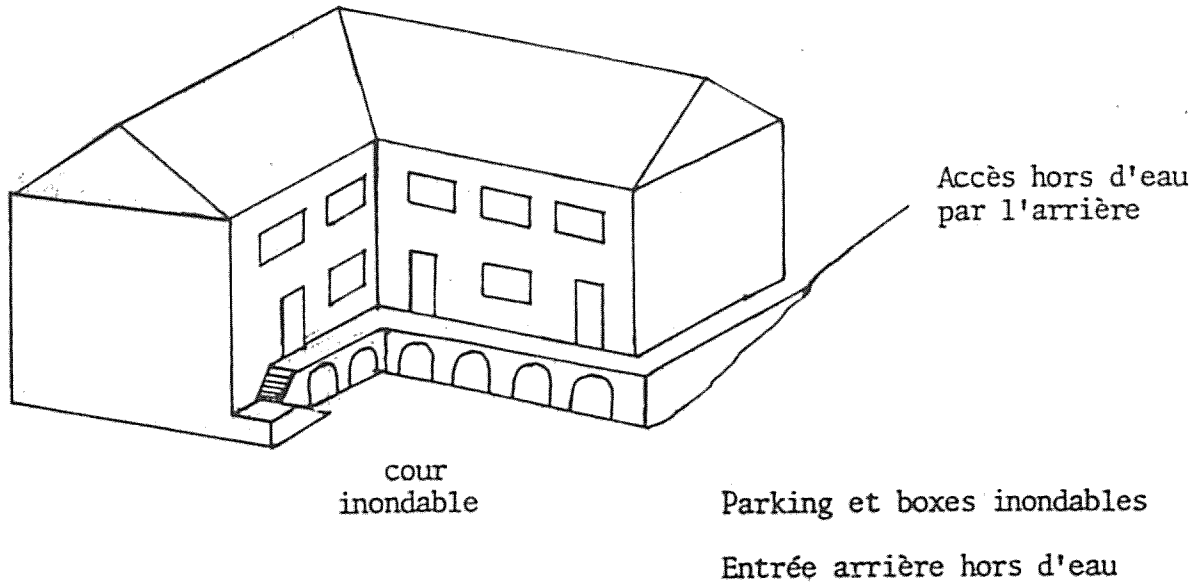 Accès hors d'eau
par l'arrière
cour
inondable
Parking et boxes inondables
Entrée arrière hors d'eau